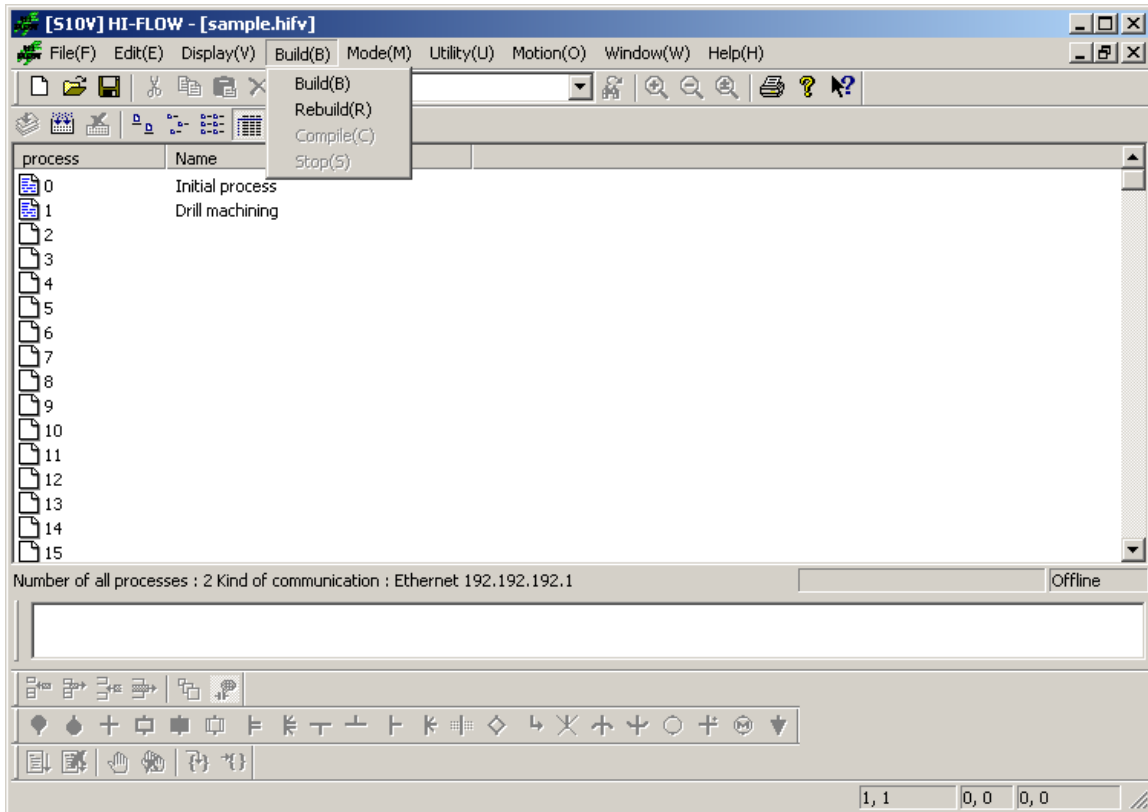 [S10V] HI-FLOW - [sample.hifv]
File(F) Edit(E) Display(V) Build(B) Mode(M) Utility(U) Motion(O) Window(W) Help(H)
Build(B)
Rebuild(R)
Compile(C)
Stop(S)
process Name
0 Initial process
1 Drill machining
2
3
4
5
6
7
8
9
10
11
12
13
14
15
Number of all processes : 2 Kind of communication : Ethernet 192.192.192.1 Offline
1, 1 0, 0 0, 0